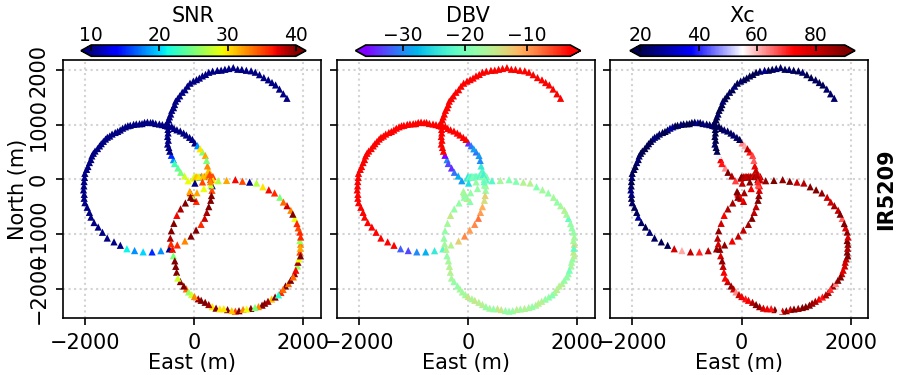 SNR DBV Xc
10 20 30 40 −30 −20 −10 20 40 60 80
2000
1000
0
−1000
−2000
North (m)
IR5209
−2000 0 2000 −2000 0 2000 −2000 0 2000
East (m) East (m) East (m)